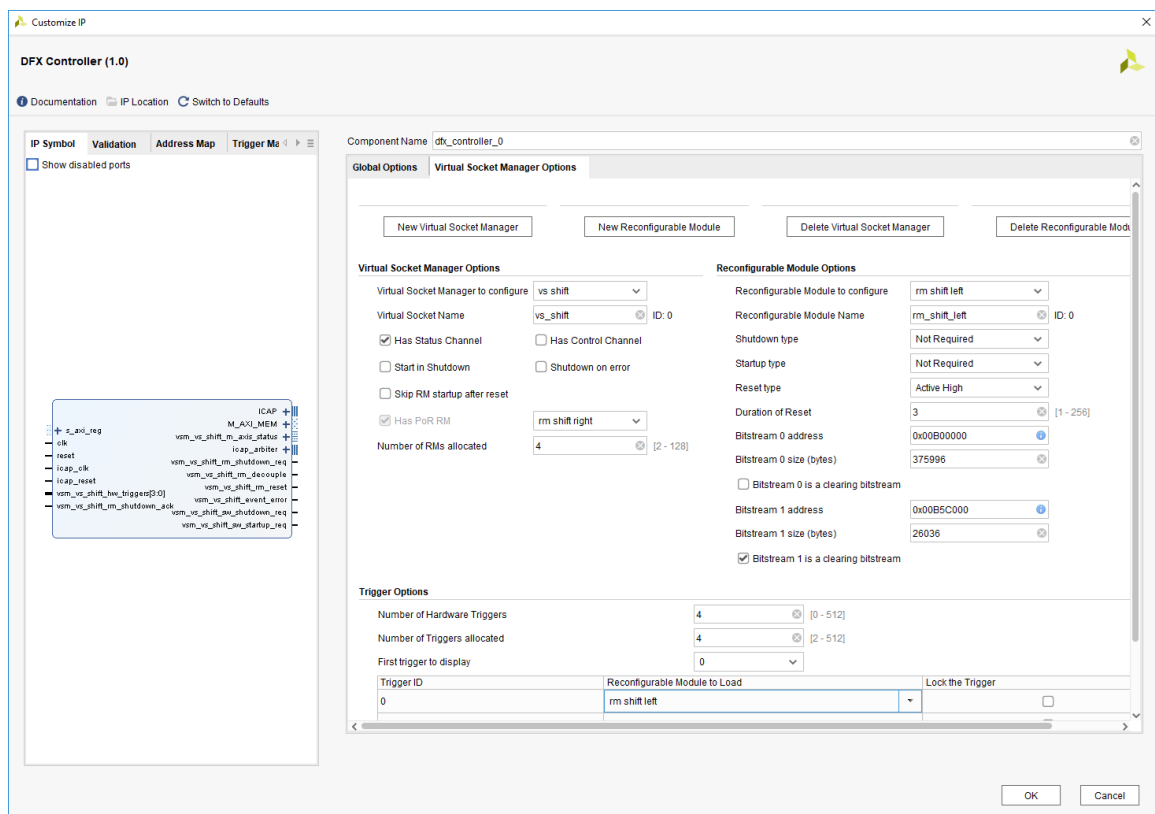 Customize IP
DFX Controller (1.0)
Documentation IP Location Switch to Defaults
IP Symbol Validation Address Map Trigger Ma
Show disabled ports
ICAP
M_AXI_MEM
s_axi_reg
vsm_vs_shift_m_axis_status
clk
icap_arbiter
reset
vsm_vs_shift_rm_shutdown_req
icap_clk
vsm_vs_shift_rm_decouple
icap_reset
vsm_vs_shift_rm_reset
vsm_vs_shift_hw_triggers[3:0]
vsm_vs_shift_event_error
vsm_vs_shift_rm_shutdown_ack
vsm_vs_shift_sw_shutdown_req
vsm_vs_shift_sw_startup_req
Component Name dfx_controller_0
Global Options Virtual Socket Manager Options
New Virtual Socket Manager New Reconfigurable Module Delete Virtual Socket Manager Delete Reconfigurable Modu
Virtual Socket Manager Options
Virtual Socket Manager to configure vs shift
Virtual Socket Name vs_shift ID: 0
Has Status Channel Has Control Channel
Start in Shutdown Shutdown on error
Skip RM startup after reset
Has PoR RM rm shift right
Number of RMs allocated 4 [2 - 128]
Reconfigurable Module Options
Reconfigurable Module to configure rm shift left
Reconfigurable Module Name rm_shift_left ID: 0
Shutdown type Not Required
Startup type Not Required
Reset type Active High
Duration of Reset 3 [1 - 256]
Bitstream 0 address 0x00B00000
Bitstream 0 size (bytes) 375996
Bitstream 0 is a clearing bitstream
Bitstream 1 address 0x00B5C000
Bitstream 1 size (bytes) 26036
Bitstream 1 is a clearing bitstream
Trigger Options
Number of Hardware Triggers 4 [0 - 512]
Number of Triggers allocated 4 [2 - 512]
First trigger to display 0
Trigger ID Reconfigurable Module to Load Lock the Trigger
0 rm shift left
OK Cancel